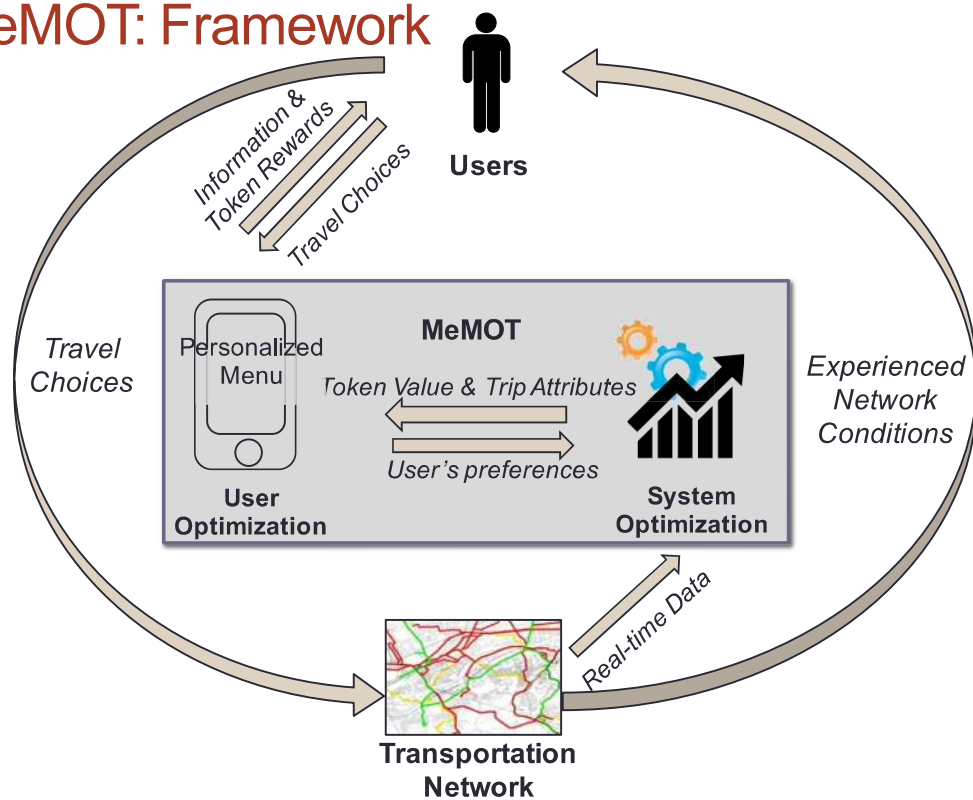 eMOT: Framework
Information &
Token Rewards
Travel Choices
Users
Travel
Choices
Personalized
Menu
MeMOT
Token Value & Trip Attributes
User's preferences
User
Optimization
System
Optimization
Experienced
Network
Conditions
Real-time Data
Transportation
Network